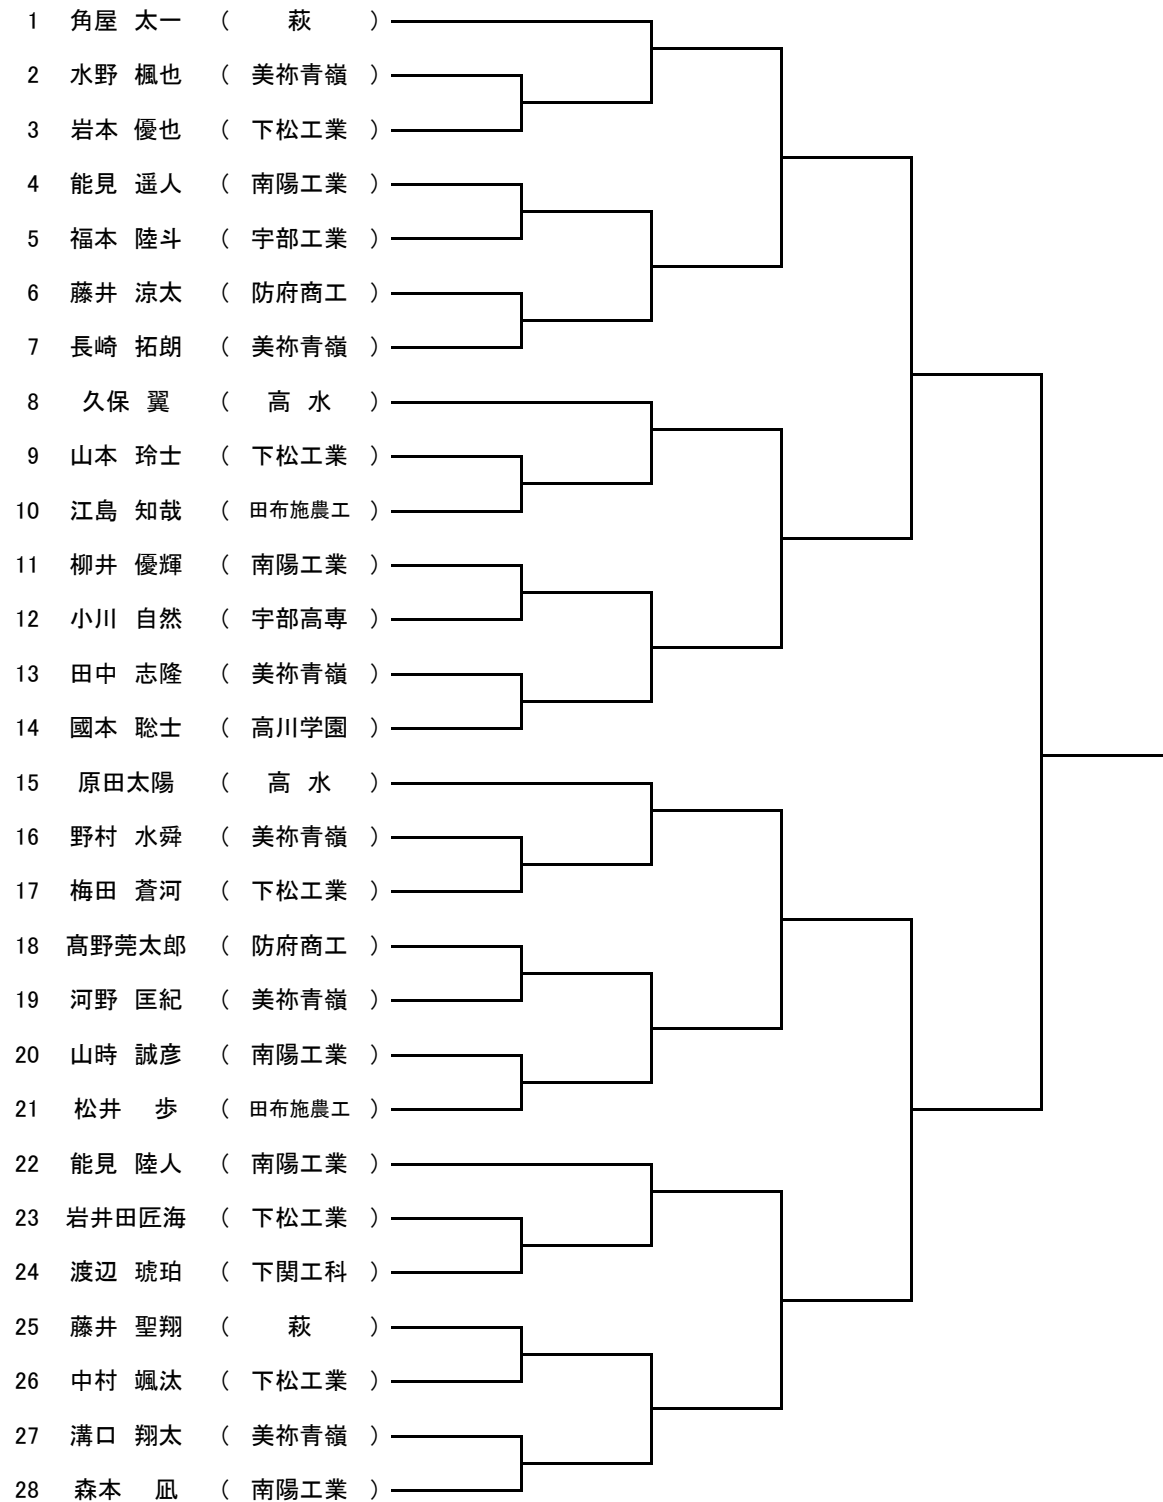 1 角屋 太一 ( 萩 )
2 水野 楓也 ( 美祢青嶺 )
3 岩本 優也 ( 下松工業 )
4 能見 遥人 ( 南陽工業 )
5 福本 陸斗 ( 宇部工業 )
6 藤井 涼太 ( 防府商工 )
7 長崎 拓朗 ( 美祢青嶺 )
8 久保 翼 ( 高 水 )
9 山本 玲士 ( 下松工業 )
10 江島 知哉 ( 田布施農工 )
11 柳井 優輝 ( 南陽工業 )
12 小川 自然 ( 宇部高専 )
13 田中 志隆 ( 美祢青嶺 )
14 國本 聡士 ( 高川学園 )
15 原田太陽 ( 高 水 )
16 野村 水舜 ( 美祢青嶺 )
17 梅田 蒼河 ( 下松工業 )
18 髙野莞太郎 ( 防府商工 )
19 河野 匡紀 ( 美祢青嶺 )
20 山時 誠彦 ( 南陽工業 )
21 松井 歩 ( 田布施農工 )
22 能見 陸人 ( 南陽工業 )
23 岩井田匠海 ( 下松工業 )
24 渡辺 琥珀 ( 下関工科 )
25 藤井 聖翔 ( 萩 )
26 中村 颯汰 ( 下松工業 )
27 溝口 翔太 ( 美祢青嶺 )
28 森本 凪 ( 南陽工業 )